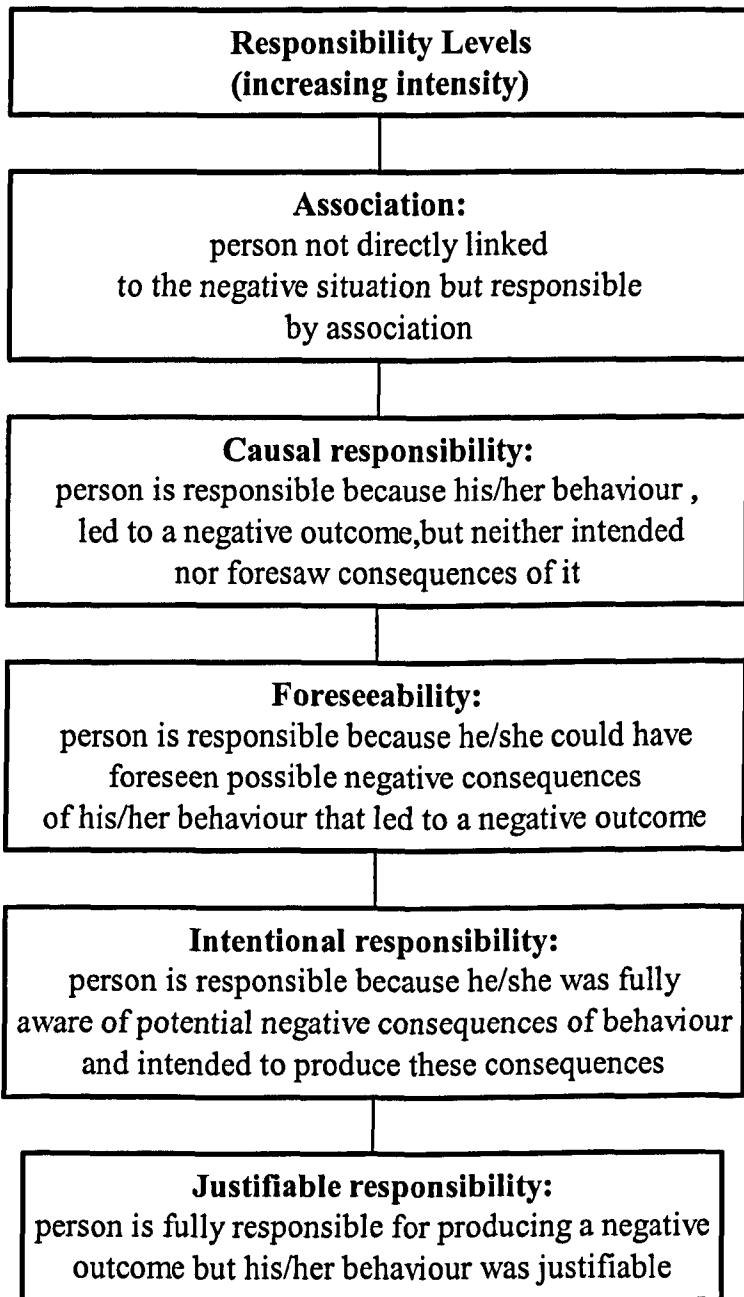 Responsibility Levels
(increasing intensity)
Association:
person not directly linked
to the negative situation but responsible
by association
Causal responsibility:
person is responsible because his/her behaviour ,
led to a negative outcome,but neither intended
nor foresaw consequences of it
Foreseeability:
person is responsible because he/she could have
foreseen possible negative consequences
of his/her behaviour that led to a negative outcome
Intentional responsibility:
person is responsible because he/she was fully
aware of potential negative consequences of behaviour
and intended to produce these consequences
Justifiable responsibility:
person is fully responsible for producing a negative
outcome but his/her behaviour was justifiable